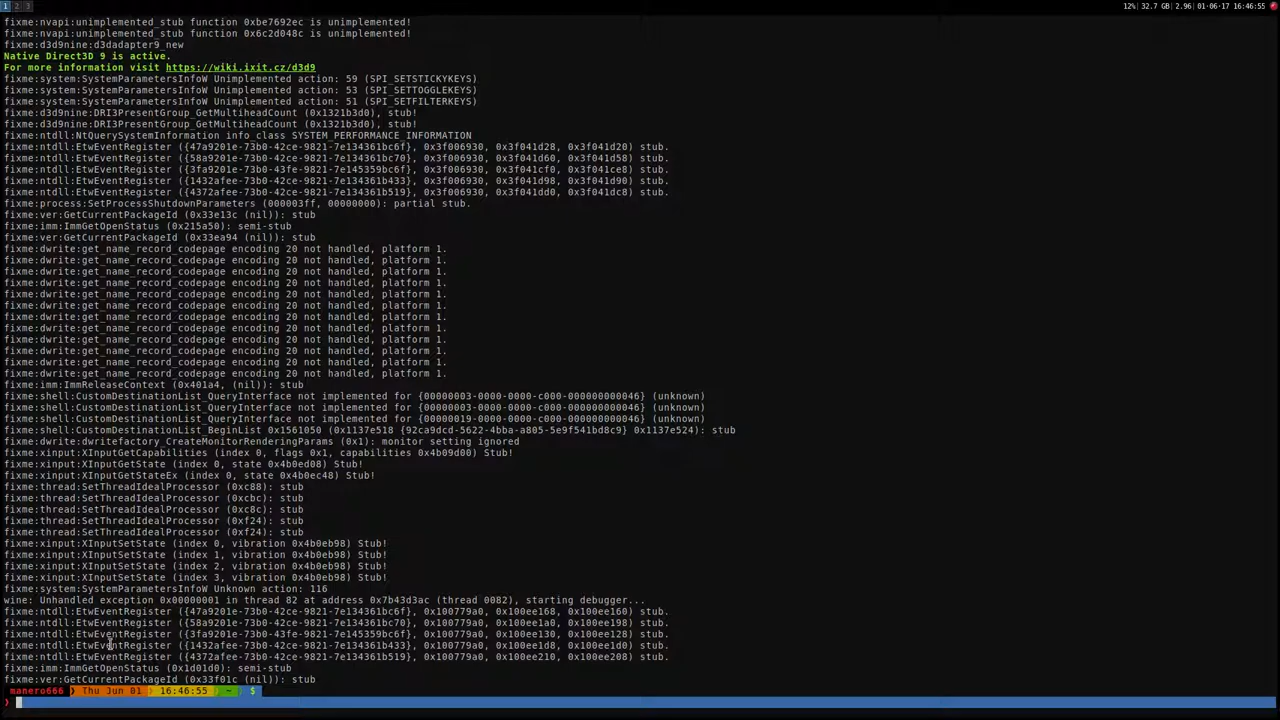 1 2 3
12%| 32.7 GB| 2.96| 01-06-17 16:46:55
fixme:nvapi:unimplemented_stub function 0xbe7692ec is unimplemented!
fixme:nvapi:unimplemented_stub function 0x6c2d048c is unimplemented!
fixme:d3d9nine:d3dadapter9_new
Native Direct3D 9 is active.
For more information visit https://wiki.ixit.cz/d3d9
fixme:system:SystemParametersInfoW Unimplemented action: 59 (SPI_SETSTICKYKEYS)
fixme:system:SystemParametersInfoW Unimplemented action: 53 (SPI_SETTOGGLEKEYS)
fixme:system:SystemParametersInfoW Unimplemented action: 51 (SPI_SETFILTERKEYS)
fixme:d3d9nine:DRI3PresentGroup_GetMultiheadCount (0x1321b3d0), stub!
fixme:d3d9nine:DRI3PresentGroup_GetMultiheadCount (0x1321b3d0), stub!
fixme:ntdll:NtQuerySystemInformation info_class SYSTEM_PERFORMANCE_INFORMATION
fixme:ntdll:EtwEventRegister ({47a9201e-73b0-42ce-9821-7e134361bc6f}, 0x3f006930, 0x3f041d28, 0x3f041d20) stub.
fixme:ntdll:EtwEventRegister ({58a9201e-73b0-42ce-9821-7e134361bc70}, 0x3f006930, 0x3f041d60, 0x3f041d58) stub.
fixme:ntdll:EtwEventRegister ({3fa9201e-73b0-43fe-9821-7e145359bc6f}, 0x3f006930, 0x3f041cf0, 0x3f041ce8) stub.
fixme:ntdll:EtwEventRegister ({1432afee-73b0-42ce-9821-7e134361b433}, 0x3f006930, 0x3f041d98, 0x3f041d90) stub.
fixme:ntdll:EtwEventRegister ({4372afee-73b0-42ce-9821-7e134361b519}, 0x3f006930, 0x3f041dd0, 0x3f041dc8) stub.
fixme:process:SetProcessShutdownParameters (000003ff, 00000000): partial stub.
fixme:ver:GetCurrentPackageId (0x33e13c (nil)): stub
fixme:imm:ImmGetOpenStatus (0x215a50): semi-stub
fixme:ver:GetCurrentPackageId (0x33ea94 (nil)): stub
fixme:dwrite:get_name_record_codepage encoding 20 not handled, platform 1.
fixme:dwrite:get_name_record_codepage encoding 20 not handled, platform 1.
fixme:dwrite:get_name_record_codepage encoding 20 not handled, platform 1.
fixme:dwrite:get_name_record_codepage encoding 20 not handled, platform 1.
fixme:dwrite:get_name_record_codepage encoding 20 not handled, platform 1.
fixme:dwrite:get_name_record_codepage encoding 20 not handled, platform 1.
fixme:dwrite:get_name_record_codepage encoding 20 not handled, platform 1.
fixme:dwrite:get_name_record_codepage encoding 20 not handled, platform 1.
fixme:dwrite:get_name_record_codepage encoding 20 not handled, platform 1.
fixme:dwrite:get_name_record_codepage encoding 20 not handled, platform 1.
fixme:dwrite:get_name_record_codepage encoding 20 not handled, platform 1.
fixme:dwrite:get_name_record_codepage encoding 20 not handled, platform 1.
fixme:imm:ImmReleaseContext (0x401a4, (nil)): stub
fixme:shell:CustomDestinationList_QueryInterface not implemented for {00000003-0000-0000-c000-000000000046} (unknown)
fixme:shell:CustomDestinationList_QueryInterface not implemented for {00000003-0000-0000-c000-000000000046} (unknown)
fixme:shell:CustomDestinationList_QueryInterface not implemented for {00000019-0000-0000-c000-000000000046} (unknown)
fixme:shell:CustomDestinationList_BeginList 0x1561050 (0x1137e518 {92ca9dcd-5622-4bba-a805-5e9f541bd8c9} 0x1137e524): stub
fixme:dwrite:dwritefactory_CreateMonitorRenderingParams (0x1): monitor setting ignored
fixme:xinput:XInputGetCapabilities (index 0, flags 0x1, capabilities 0x4b09d00) Stub!
fixme:xinput:XInputGetState (index 0, state 0x4b0ed08) Stub!
fixme:xinput:XInputGetStateEx (index 0, state 0x4b0ec48) Stub!
fixme:thread:SetThreadIdealProcessor (0xc88): stub
fixme:thread:SetThreadIdealProcessor (0xcbc): stub
fixme:thread:SetThreadIdealProcessor (0xc8c): stub
fixme:thread:SetThreadIdealProcessor (0xf24): stub
fixme:thread:SetThreadIdealProcessor (0xf24): stub
fixme:xinput:XInputSetState (index 0, vibration 0x4b0eb98) Stub!
fixme:xinput:XInputSetState (index 1, vibration 0x4b0eb98) Stub!
fixme:xinput:XInputSetState (index 2, vibration 0x4b0eb98) Stub!
fixme:xinput:XInputSetState (index 3, vibration 0x4b0eb98) Stub!
fixme:system:SystemParametersInfoW Unknown action: 116
wine: Unhandled exception 0x00000001 in thread 82 at address 0x7b43d3ac (thread 0082), starting debugger...
fixme:ntdll:EtwEventRegister ({47a9201e-73b0-42ce-9821-7e134361bc6f}, 0x100779a0, 0x100ee168, 0x100ee160) stub.
fixme:ntdll:EtwEventRegister ({58a9201e-73b0-42ce-9821-7e134361bc70}, 0x100779a0, 0x100ee1a0, 0x100ee198) stub.
fixme:ntdll:EtwEventRegister ({3fa9201e-73b0-43fe-9821-7e145359bc6f}, 0x100779a0, 0x100ee130, 0x100ee128) stub.
fixme:ntdll:EtwEventRegister ({1432afee-73b0-42ce-9821-7e134361b433}, 0x100779a0, 0x100ee1d8, 0x100ee1d0) stub.
fixme:ntdll:EtwEventRegister ({4372afee-73b0-42ce-9821-7e134361b519}, 0x100779a0, 0x100ee210, 0x100ee208) stub.
fixme:imm:ImmGetOpenStatus (0x1d01d0): semi-stub
fixme:ver:GetCurrentPackageId (0x33f01c (nil)): stub
manero666 ❯ Thu Jun 01 ❯ 16:46:55 ❯ ~ ❯ $
❯